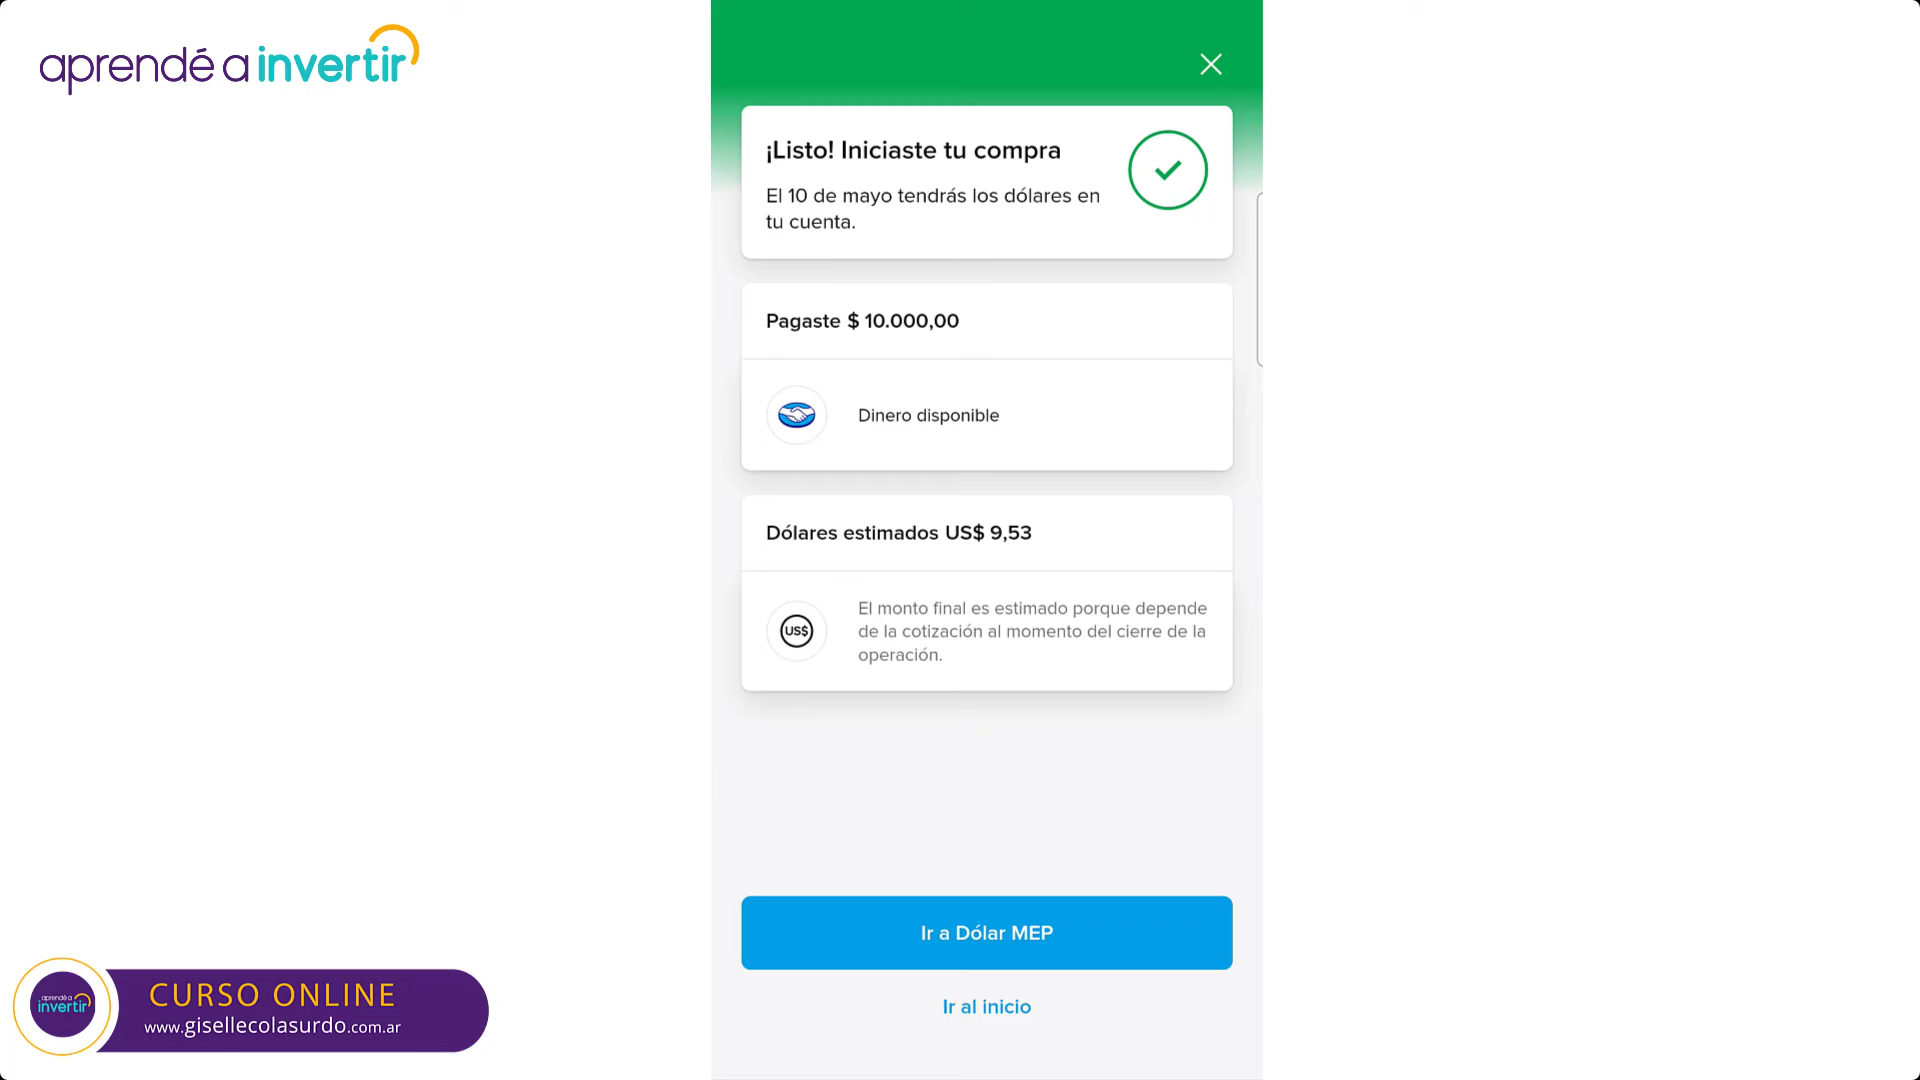 aprendé a invertir
¡Listo! Iniciaste tu compra
El 10 de mayo tendrás los dólares en
tu cuenta.
Pagaste $ 10.000,00
Dinero disponible
Dólares estimados US$ 9,53
US$
El monto final es estimado porque depende
de la cotización al momento del cierre de la
operación.
Ir a Dólar MEP
Ir al inicio
aprendé a
invertir
CURSO ONLINE
www.gisellecolasurdo.com.ar